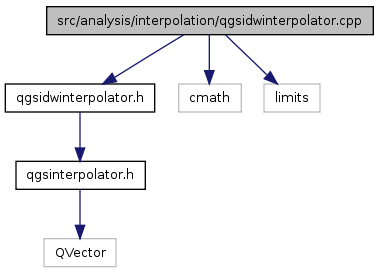 src/analysis/interpolation/qgsidwinterpolator.cpp
qgsidwinterpolator.h
cmath
limits
qgsinterpolator.h
QVector